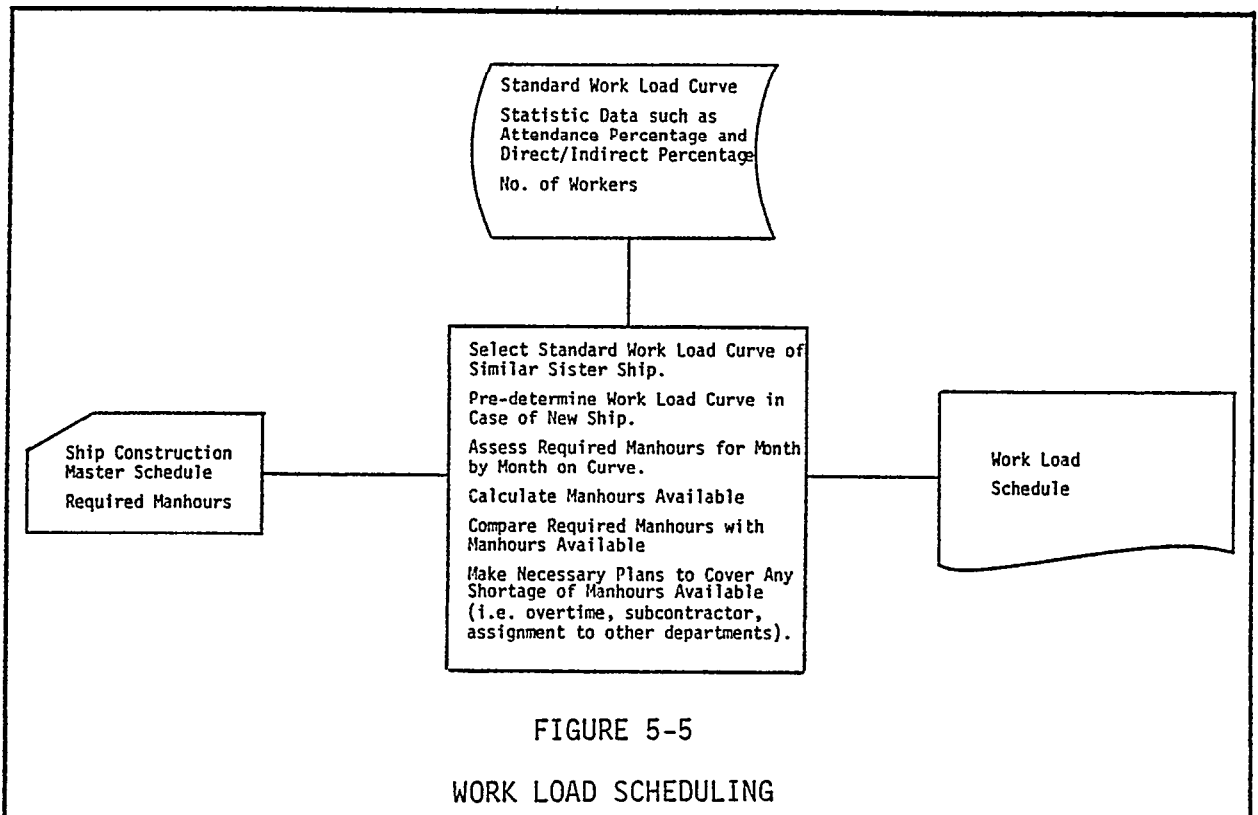 Standard Work Load Curve
Statistic Data such as
Attendance Percentage and
Direct/Indirect Percentage
No. of Workers
Ship Construction
Master Schedule
Required Manhours
Select Standard Work Load Curve of
Similar Sister Ship.
Pre-determine Work Load Curve in
Case of New Ship.
Assess Required Manhours for Month
by Month on Curve.
Calculate Manhours Available
Compare Required Manhours with
Manhours Available
Make Necessary Plans to Cover Any
Shortage of Manhours Available
(i.e. overtime, subcontractor,
assignment to other departments).
Work Load
Schedule
FIGURE 5-5
WORK LOAD SCHEDULING